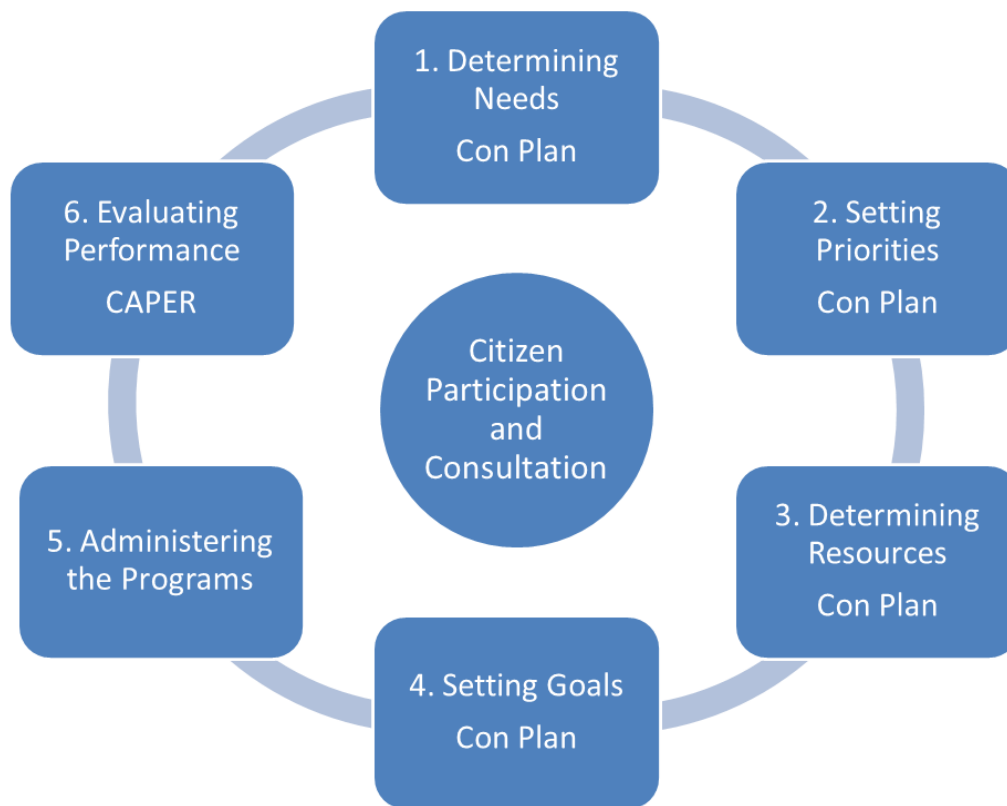 1. Determining
Needs
Con Plan
2. Setting
Priorities
Con Plan
3. Determining
Resources
Con Plan
4. Setting Goals
Con Plan
5. Administering
the Programs
6. Evaluating
Performance
CAPER
Citizen
Participation
and
Consultation